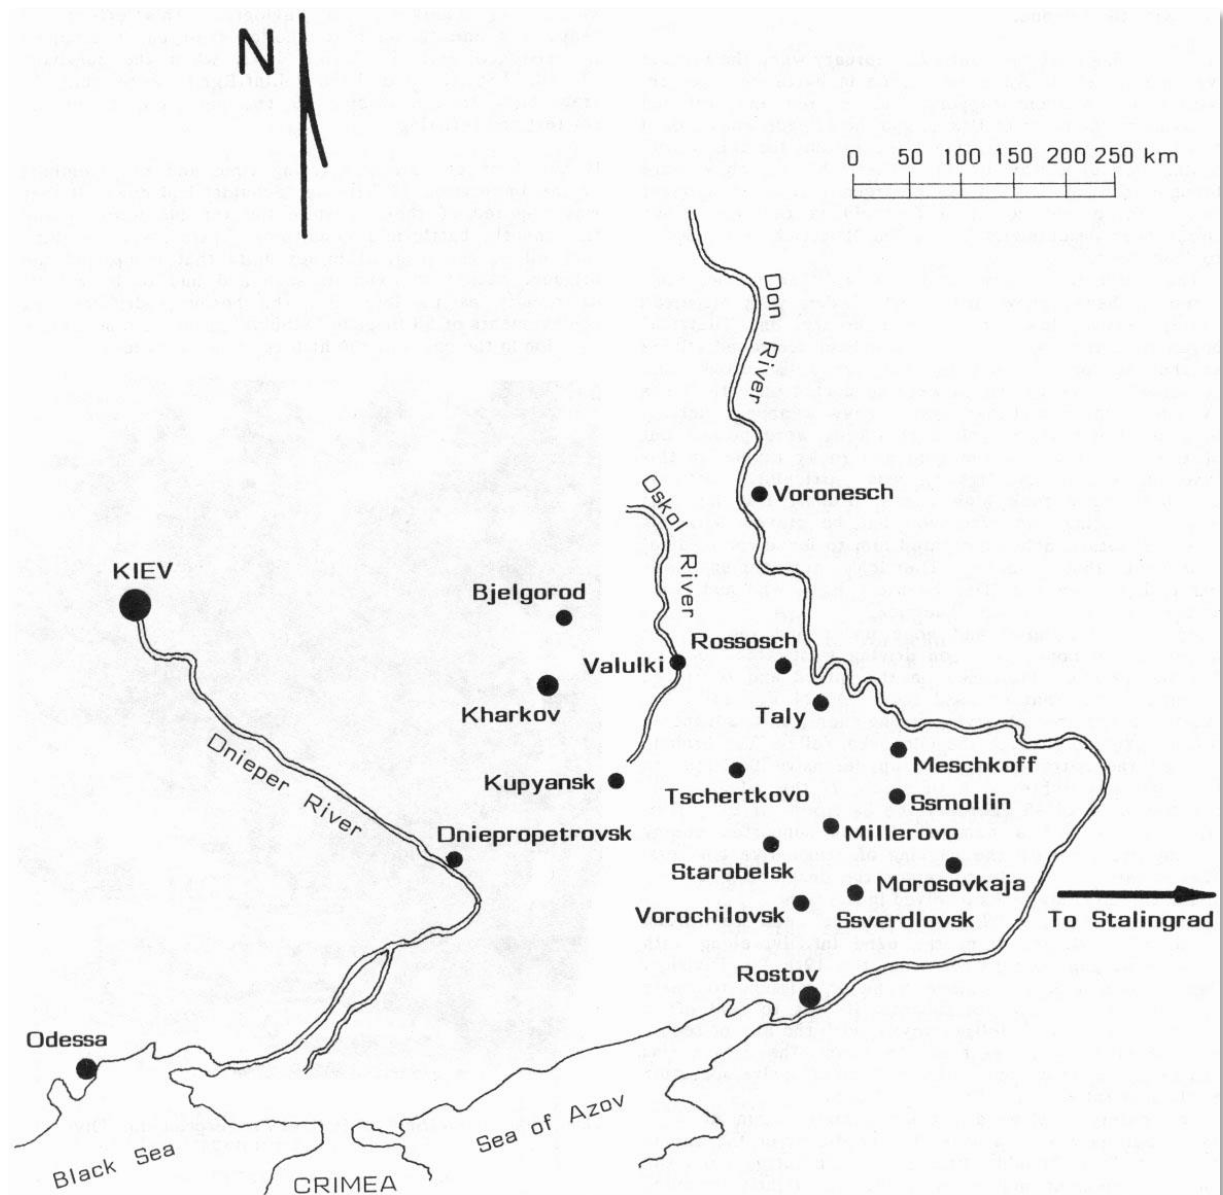 N
0 50 100 150 200 250 km
Don River
Voronesch
Oskol River
KIEV
Bjelgorod
Rossosch
Valulki
Kharkov
Taly
Dnieper River
Meschkoff
Kupyansk
Tschertkovo
Ssmollin
Dniepropetrovsk
Millerovo
Starobelsk
Morosovkaja
Vorochilovsk
Ssverdlovsk
To Stalingrad
Rostov
Odessa
Sea of Azov
Black Sea
CRIMEA